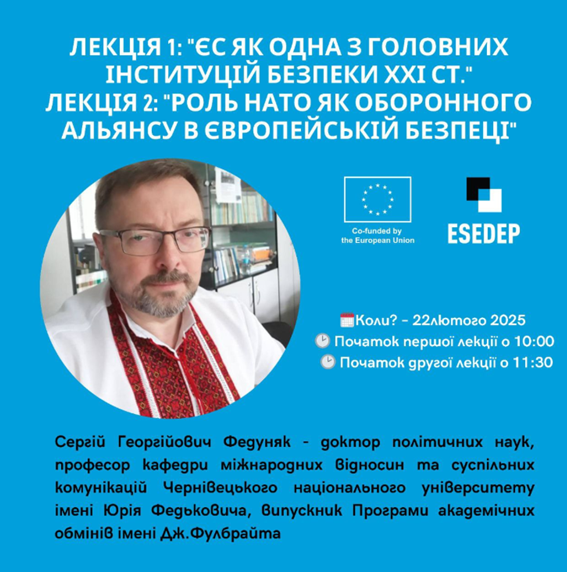 ЛЕКЦІЯ 1: "ЄС ЯК ОДНА З ГОЛОВНИХ
ІНСТИТУЦІЙ БЕЗПЕКИ ХХІ СТ."
ЛЕКЦІЯ 2: "РОЛЬ НАТО ЯК ОБОРОННОГО
АЛЬЯНСУ В ЄВРОПЕЙСЬКІЙ БЕЗПЕЦІ"
Co-funded by
the European Union
ESEDEP
Коли? – 22лютого 2025
Початок першої лекції о 10:00
Початок другої лекції о 11:30
Сергій Георгійович Федуняк - доктор політичних наук,
професор кафедри міжнародних відносин та суспільних
комунікацій Чернівецького національного університету
імені Юрія Федьковича, випускник Програми академічних
обмінів імені Дж.Фулбрайта